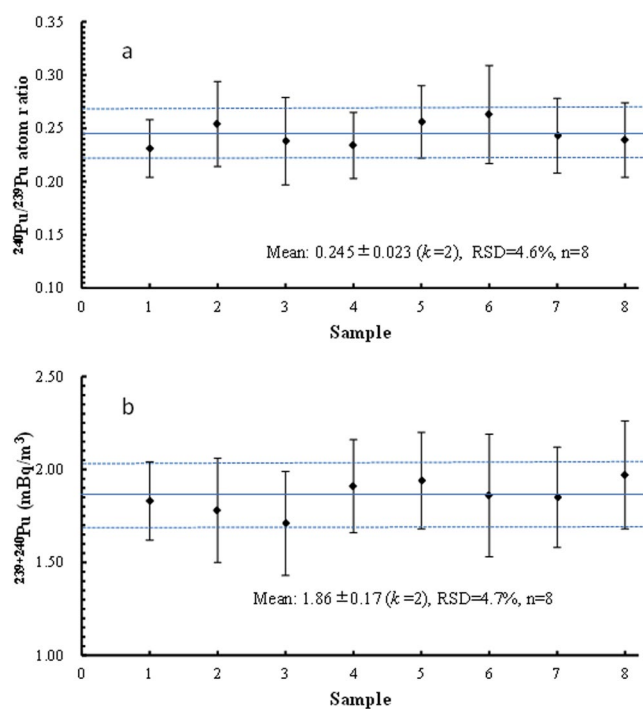 a
0.35
0.30
0.25
0.20
0.15
0.10
²⁴⁰Pu/²³⁹Pu atom ratio
Mean: 0.245 ± 0.023 (k=2), RSD=4.6%, n=8
0 1 2 3 4 5 6 7 8
Sample
b
2.50
2.00
1.50
1.00
²³⁹⁺²⁴⁰Pu (mBq/m³)
Mean: 1.86 ±0.17 (k=2), RSD=4.7%, n=8
0 1 2 3 4 5 6 7 8
Sample